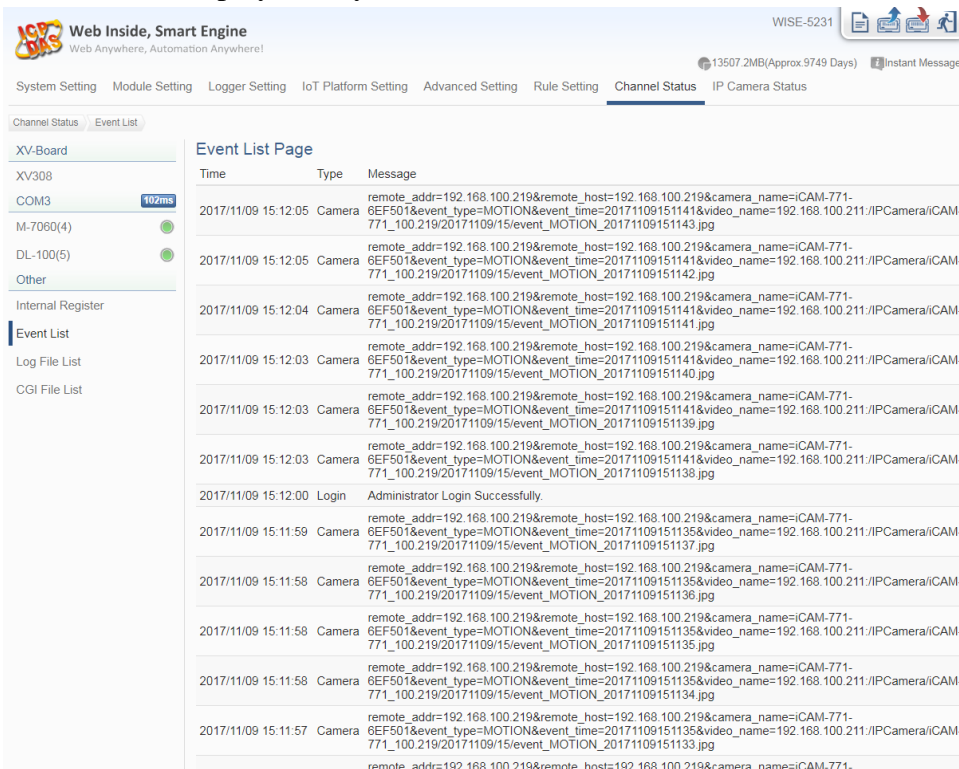 ICP DAS
Web Inside, Smart Engine
Web Anywhere, Automation Anywhere!
WISE-5231
13507.2MB(Approx.9749 Days) Instant Message
System Setting Module Setting Logger Setting IoT Platform Setting Advanced Setting Rule Setting Channel Status IP Camera Status
Channel Status Event List
XV-Board
XV308
COM3 102ms
M-7060(4)
DL-100(5)
Other
Internal Register
Event List
Log File List
CGI File List
Event List Page
Time Type Message
remote_addr=192.168.100.219&remote_host=192.168.100.219&camera_name=iCAM-771-
2017/11/09 15:12:05 Camera 6EF501&event_type=MOTION&event_time=20171109151141&video_name=192.168.100.211:/IPCamera/iCAM-
771_100.219/20171109/15/event_MOTION_20171109151143.jpg
remote_addr=192.168.100.219&remote_host=192.168.100.219&camera_name=iCAM-771-
2017/11/09 15:12:05 Camera 6EF501&event_type=MOTION&event_time=20171109151141&video_name=192.168.100.211:/IPCamera/iCAM-
771_100.219/20171109/15/event_MOTION_20171109151142.jpg
remote_addr=192.168.100.219&remote_host=192.168.100.219&camera_name=iCAM-771-
2017/11/09 15:12:04 Camera 6EF501&event_type=MOTION&event_time=20171109151141&video_name=192.168.100.211:/IPCamera/iCAM-
771_100.219/20171109/15/event_MOTION_20171109151141.jpg
remote_addr=192.168.100.219&remote_host=192.168.100.219&camera_name=iCAM-771-
2017/11/09 15:12:03 Camera 6EF501&event_type=MOTION&event_time=20171109151141&video_name=192.168.100.211:/IPCamera/iCAM-
771_100.219/20171109/15/event_MOTION_20171109151140.jpg
remote_addr=192.168.100.219&remote_host=192.168.100.219&camera_name=iCAM-771-
2017/11/09 15:12:03 Camera 6EF501&event_type=MOTION&event_time=20171109151141&video_name=192.168.100.211:/IPCamera/iCAM-
771_100.219/20171109/15/event_MOTION_20171109151139.jpg
remote_addr=192.168.100.219&remote_host=192.168.100.219&camera_name=iCAM-771-
2017/11/09 15:12:03 Camera 6EF501&event_type=MOTION&event_time=20171109151141&video_name=192.168.100.211:/IPCamera/iCAM-
771_100.219/20171109/15/event_MOTION_20171109151138.jpg
2017/11/09 15:12:00 Login Administrator Login Successfully.
remote_addr=192.168.100.219&remote_host=192.168.100.219&camera_name=iCAM-771-
2017/11/09 15:11:59 Camera 6EF501&event_type=MOTION&event_time=20171109151135&video_name=192.168.100.211:/IPCamera/iCAM-
771_100.219/20171109/15/event_MOTION_20171109151137.jpg
remote_addr=192.168.100.219&remote_host=192.168.100.219&camera_name=iCAM-771-
2017/11/09 15:11:58 Camera 6EF501&event_type=MOTION&event_time=20171109151135&video_name=192.168.100.211:/IPCamera/iCAM-
771_100.219/20171109/15/event_MOTION_20171109151136.jpg
remote_addr=192.168.100.219&remote_host=192.168.100.219&camera_name=iCAM-771-
2017/11/09 15:11:58 Camera 6EF501&event_type=MOTION&event_time=20171109151135&video_name=192.168.100.211:/IPCamera/iCAM-
771_100.219/20171109/15/event_MOTION_20171109151135.jpg
remote_addr=192.168.100.219&remote_host=192.168.100.219&camera_name=iCAM-771-
2017/11/09 15:11:58 Camera 6EF501&event_type=MOTION&event_time=20171109151135&video_name=192.168.100.211:/IPCamera/iCAM-
771_100.219/20171109/15/event_MOTION_20171109151134.jpg
remote_addr=192.168.100.219&remote_host=192.168.100.219&camera_name=iCAM-771-
2017/11/09 15:11:57 Camera 6EF501&event_type=MOTION&event_time=20171109151135&video_name=192.168.100.211:/IPCamera/iCAM-
771_100.219/20171109/15/event_MOTION_20171109151133.jpg
remote_addr=192.168.100.219&remote_host=192.168.100.219&camera_name=iCAM-771-